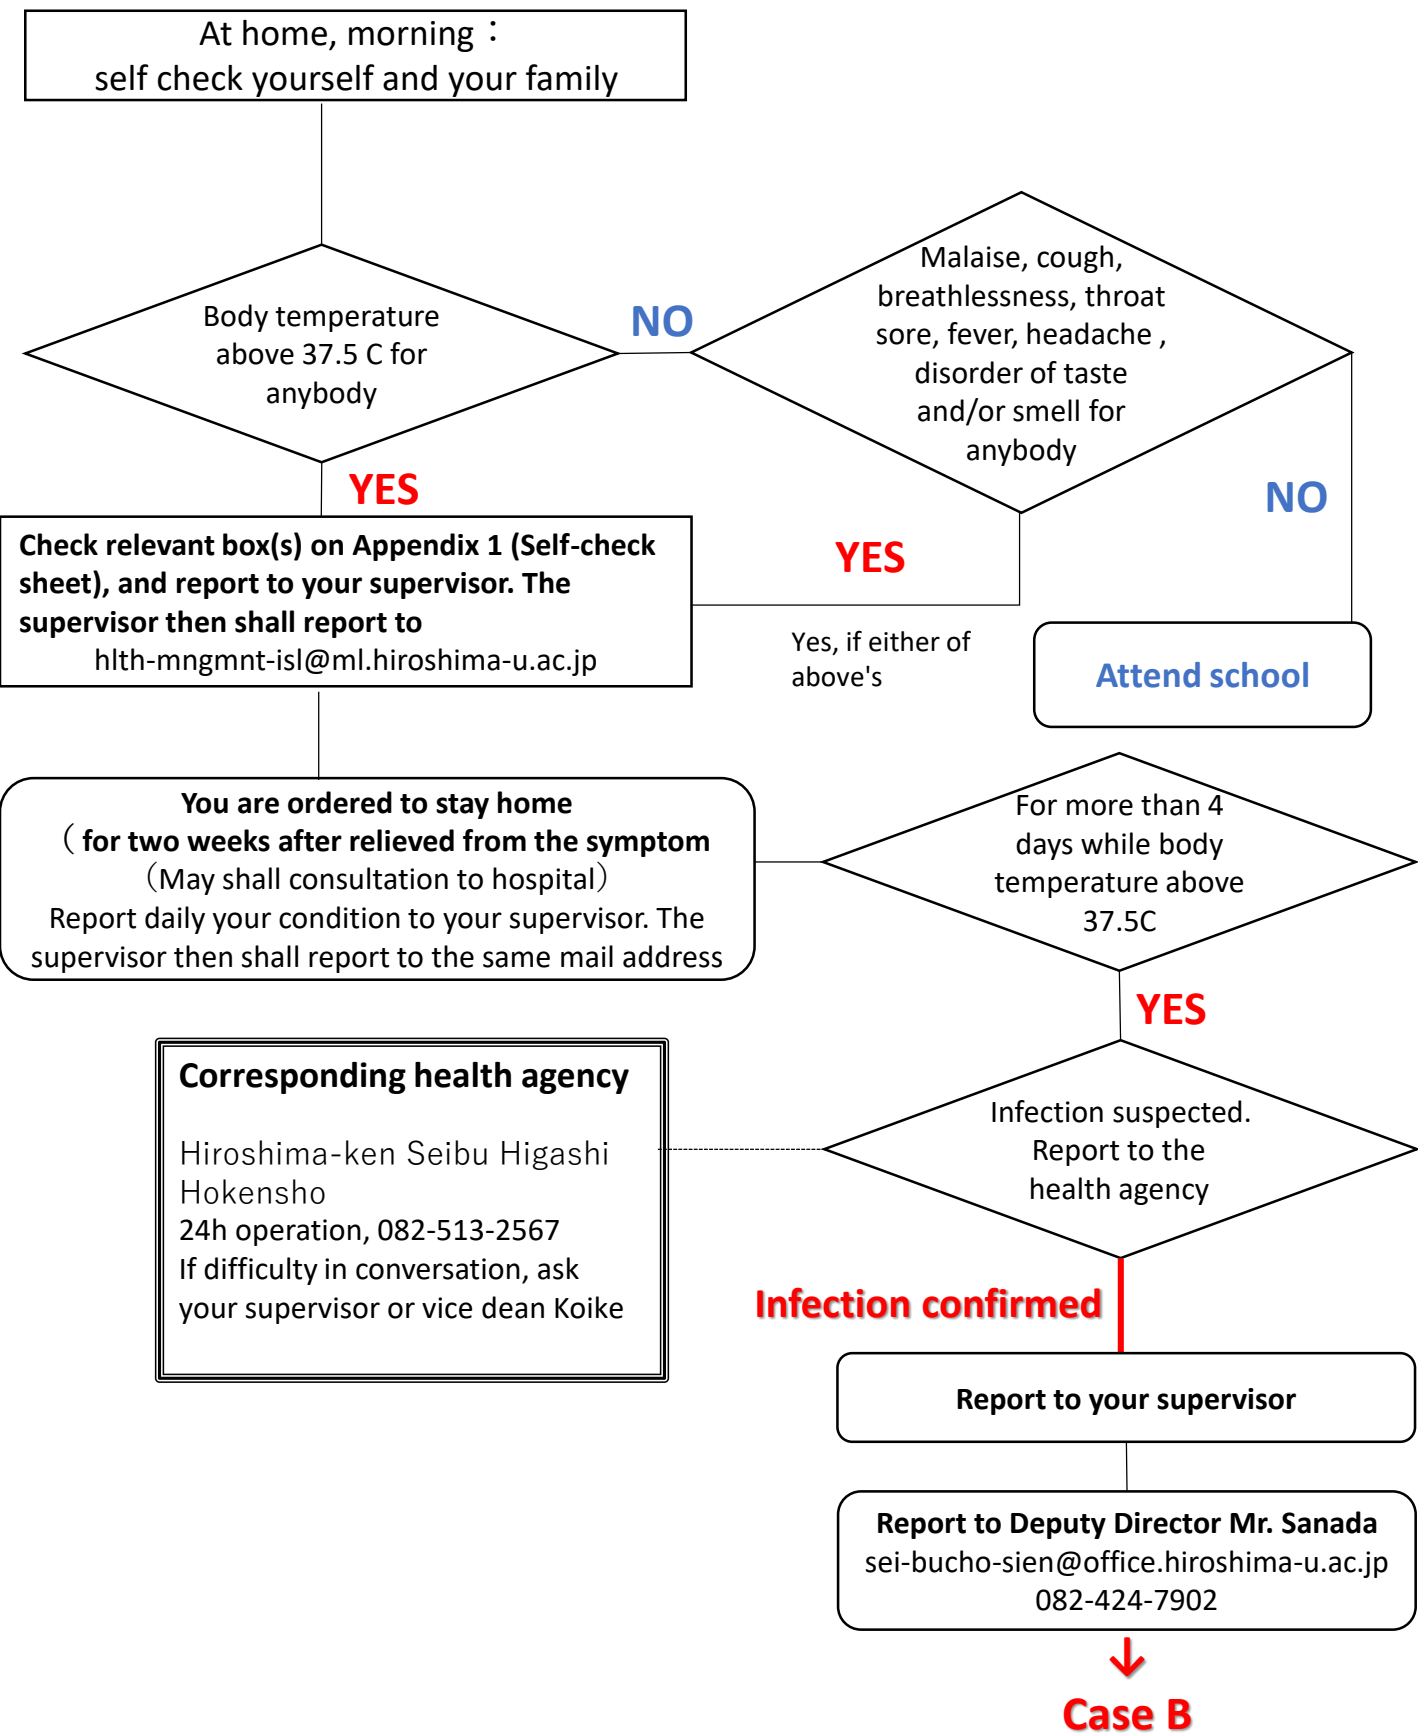 At home, morning：
self check yourself and your family
Body temperature
above 37.5 C for
anybody
NO
Malaise, cough,
breathlessness, throat
sore, fever, headache ,
disorder of taste
and/or smell for
anybody
YES
NO
Check relevant box(s) on Appendix 1 (Self-check
sheet), and report to your supervisor. The
supervisor then shall report to
hlth-mngmnt-isl@ml.hiroshima-u.ac.jp
YES
Yes, if either of
above's
Attend school
You are ordered to stay home
（for two weeks after relieved from the symptom
（May shall consultation to hospital）
Report daily your condition to your supervisor. The
supervisor then shall report to the same mail address
For more than 4
days while body
temperature above
37.5C
YES
Corresponding health agency
Hiroshima-ken Seibu Higashi
Hokensho
24h operation, 082-513-2567
If difficulty in conversation, ask
your supervisor or vice dean Koike
Infection suspected.
Report to the
health agency
Infection confirmed
Report to your supervisor
Report to Deputy Director Mr. Sanada
sei-bucho-sien@office.hiroshima-u.ac.jp
082-424-7902
↓
Case B